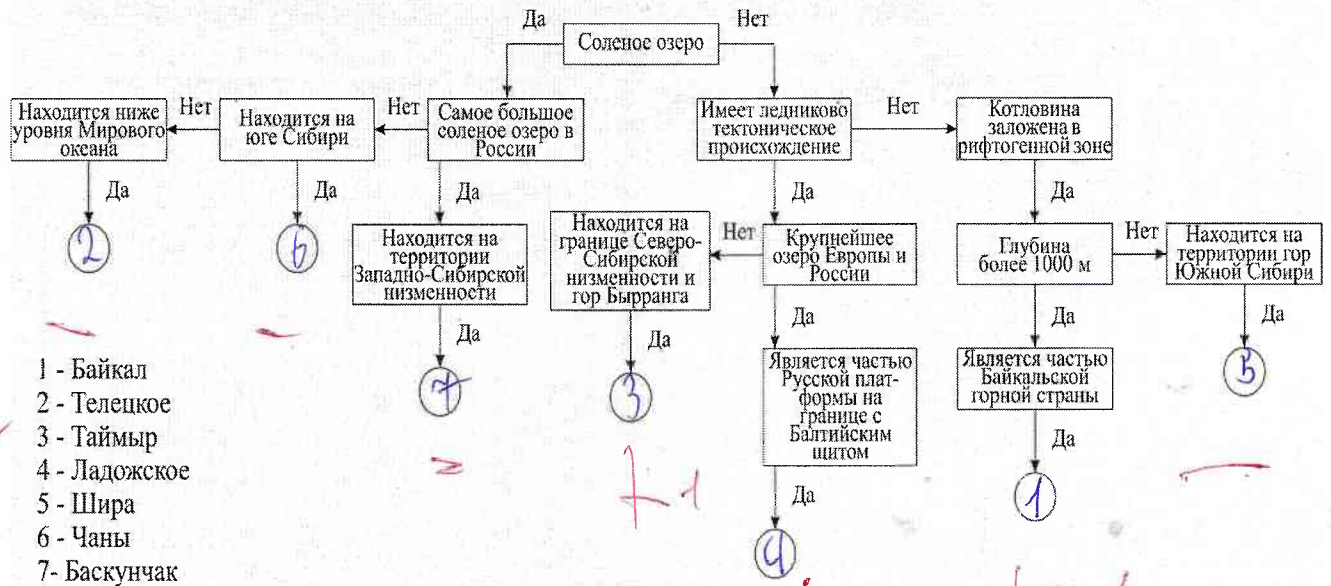 Да
Соленое озеро
Нет
Находится ниже
уровня Мирового
океана
Нет
Находится на
юге Сибири
Нет
Самое большое
соленое озеро в
России
Имеет ледниково
тектоническое
происхождение
Нет
Котловина
заложена в
рифтогенной зоне
Да
Да
Да
Да
Да
2
6
Находится на
территории
Западно-Сибирской
низменности
Находится на
границе Северо-
Сибирской
низменности и
гор Бырранга
Нет
Крупнейшее
озеро Европы и
России
Глубина
более 1000 м
Нет
Находится на
территории гор
Южной Сибири
Да
Да
Да
Да
Да
7
3
Является частью
Русской плат-
формы на
границе с
Балтийским
щитом
Является частью
Байкальской
горной страны
5
Да
Да
4
1
1 - Байкал
2 - Телецкое
3 - Таймыр
4 - Ладожское
5 - Шира
6 - Чаны
7- Баскунчак